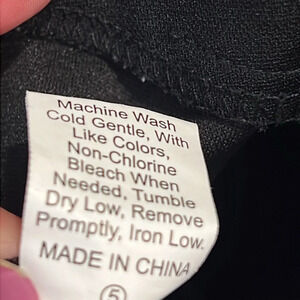 Machine Wash
Cold Gentle, With
Like Colors,
Non-Chlorine
Bleach When
Needed, Tumble
Dry Low, Remove
Promptly, Iron Low.
MADE IN CHINA
5